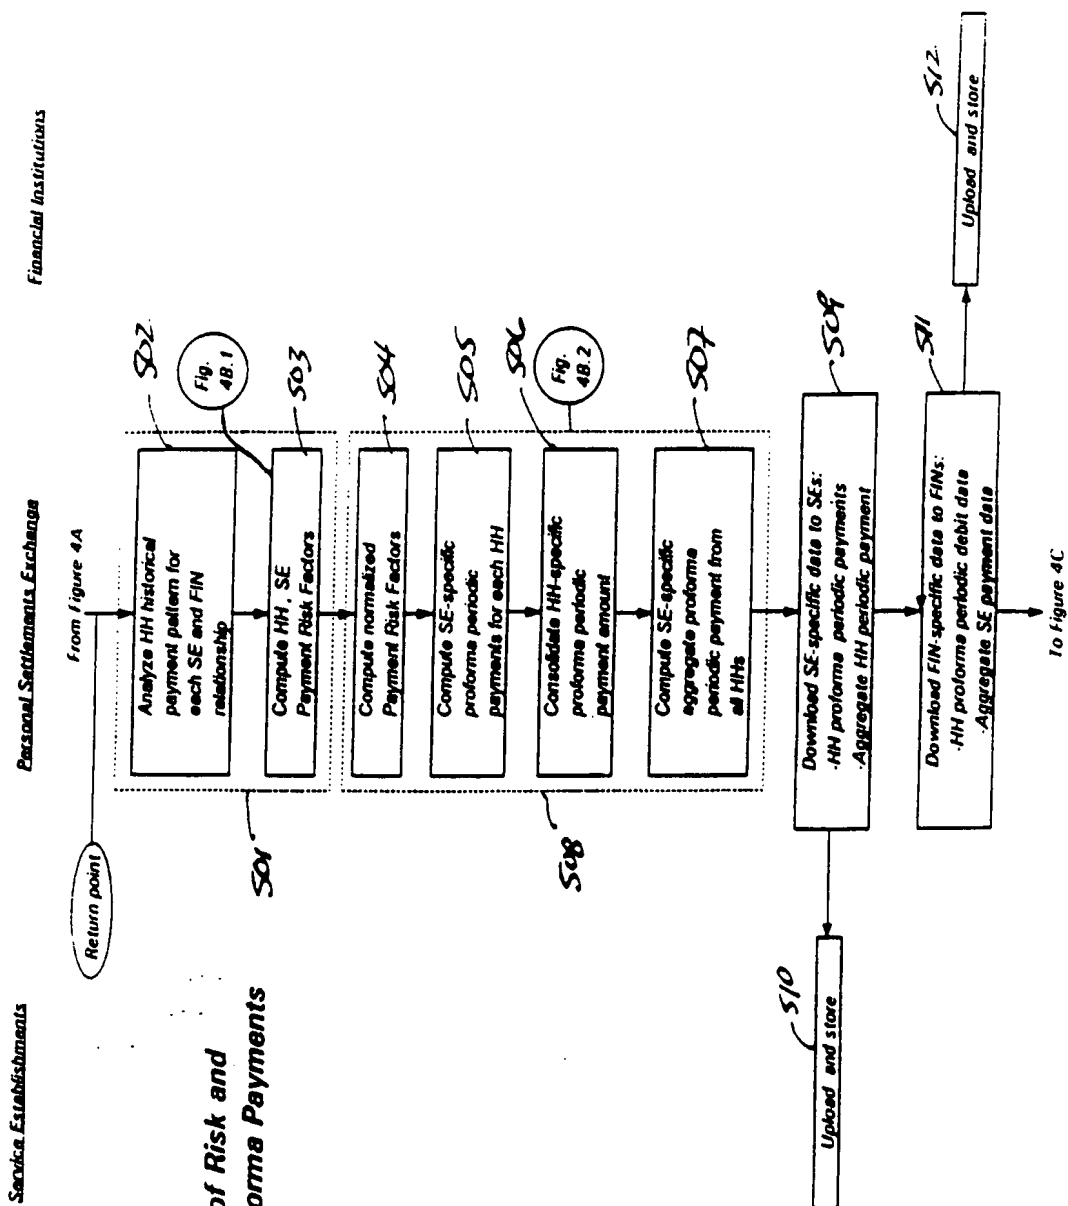 Service Establishments
Personal Settlements Exchange
Financial Institutions
of Risk and
orma Payments
Return point
From Figure 4A
502
Analyze HH historical
payment pattern for
each SE and FIN
relationship
Fig.
4B.1
503
Compute HH, SE
Payment Risk Factors
501
504
Compute normalized
Payment Risk Factors
505
Compute SE-specific
proforma periodic
payments for each HH
506
Consolidate HH-specific
proforma periodic
payment amount
Fig.
4B.2
507
Compute SE-specific
aggregate proforma
periodic payment from
all HHs
508
509
Download SE-specific data to SEs:
·HH proforma periodic payments
·Aggregate HH periodic payment
510
Upload and store
511
Download FIN-specific data to FINs:
·HH proforma periodic debit data
·Aggregate SE payment data
512
Upload and store
To Figure 4C